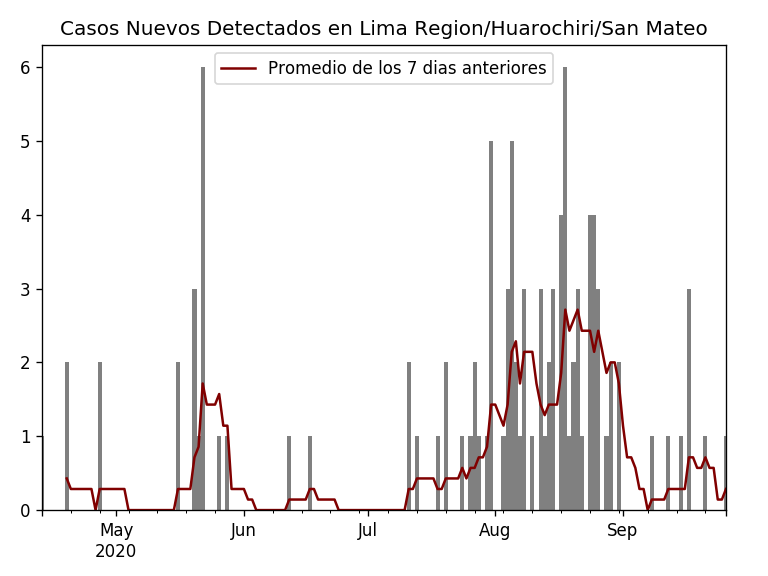 Casos Nuevos Detectados en Lima Region/Huarochiri/San Mateo
Promedio de los 7 dias anteriores
6
5
4
3
2
1
0
May Jun Jul Aug Sep
2020